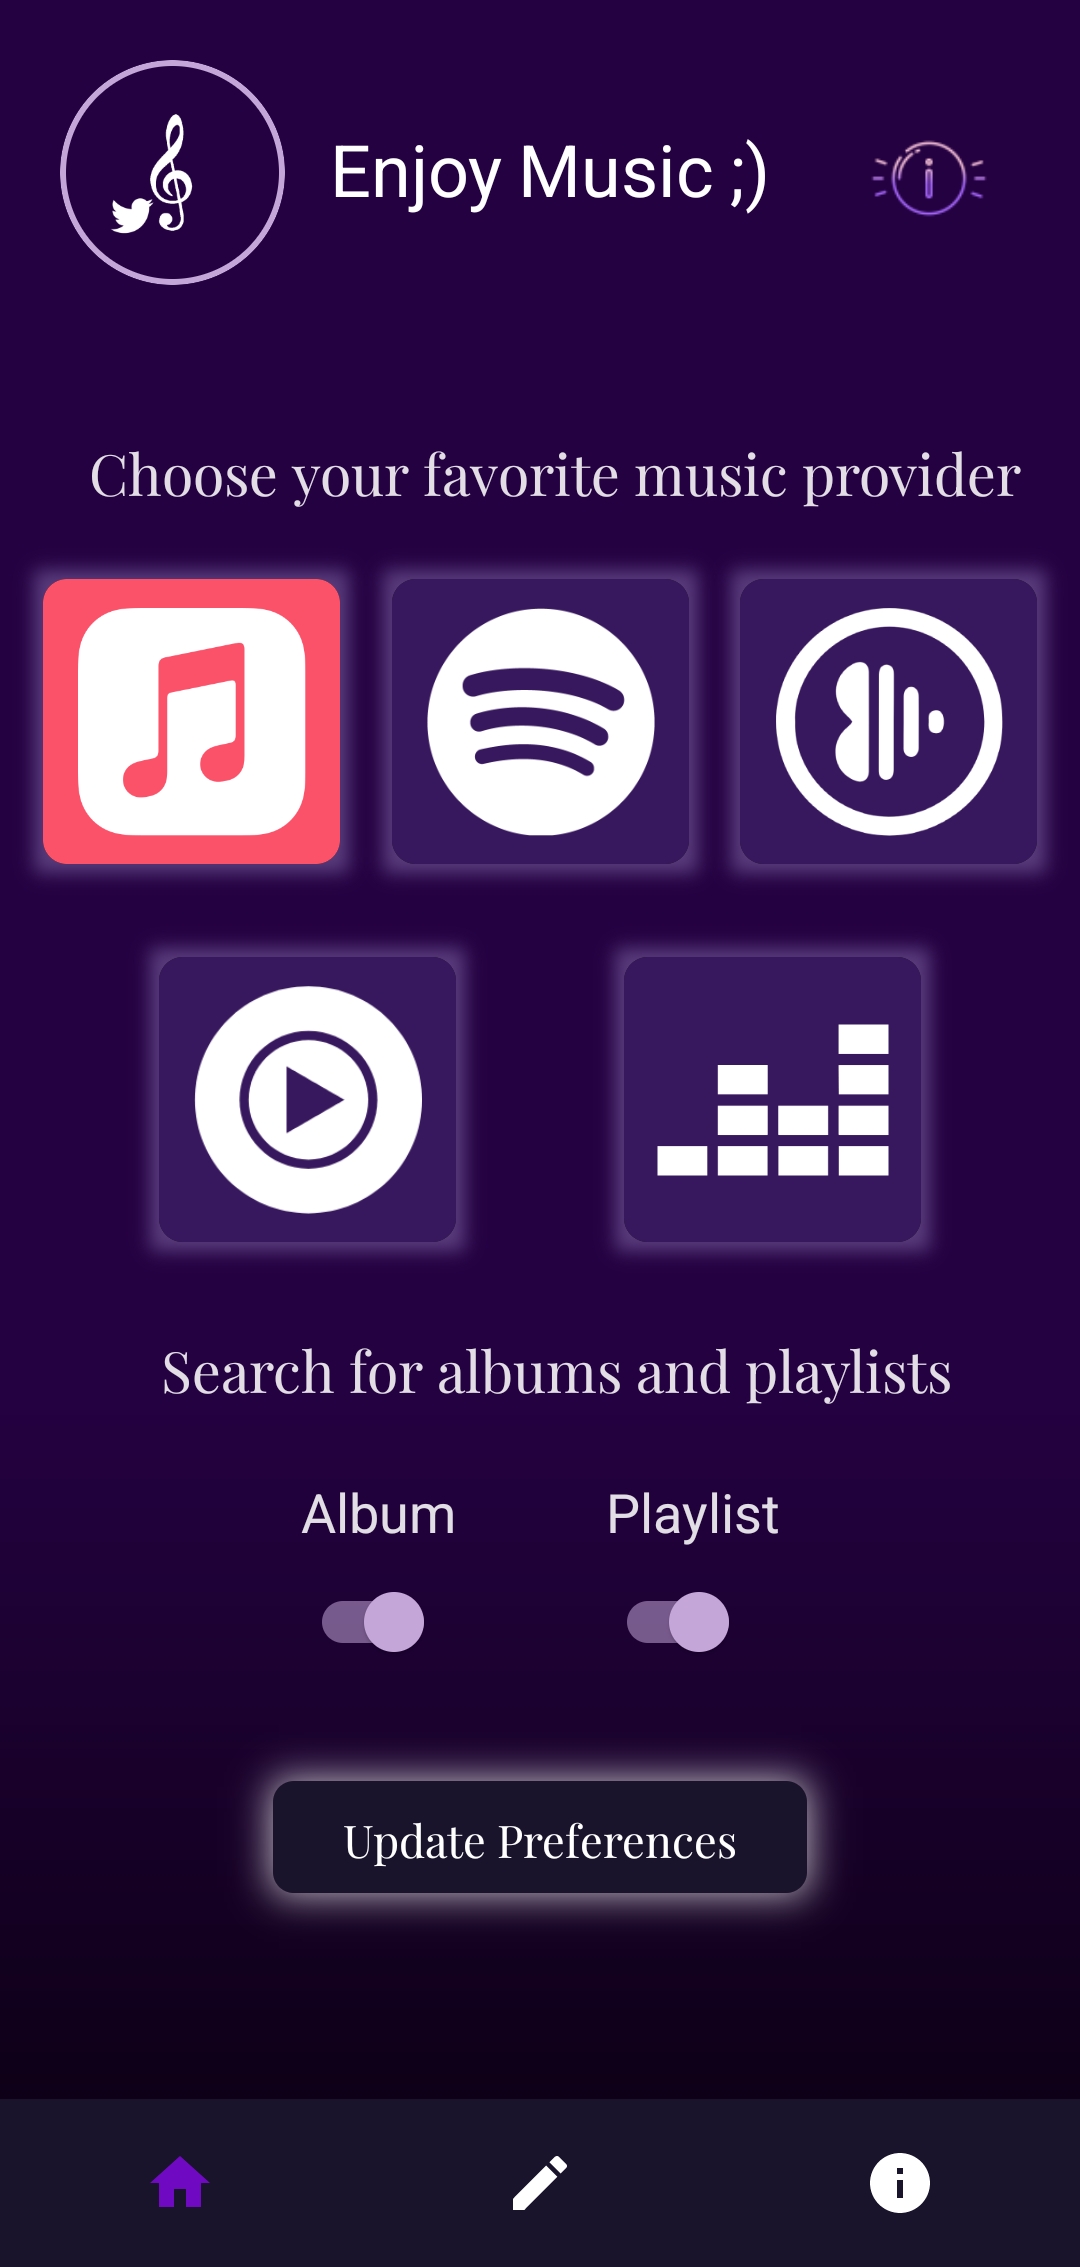 Enjoy Music ;)
Choose your favorite music provider
Search for albums and playlists
Album
Playlist
Update Preferences